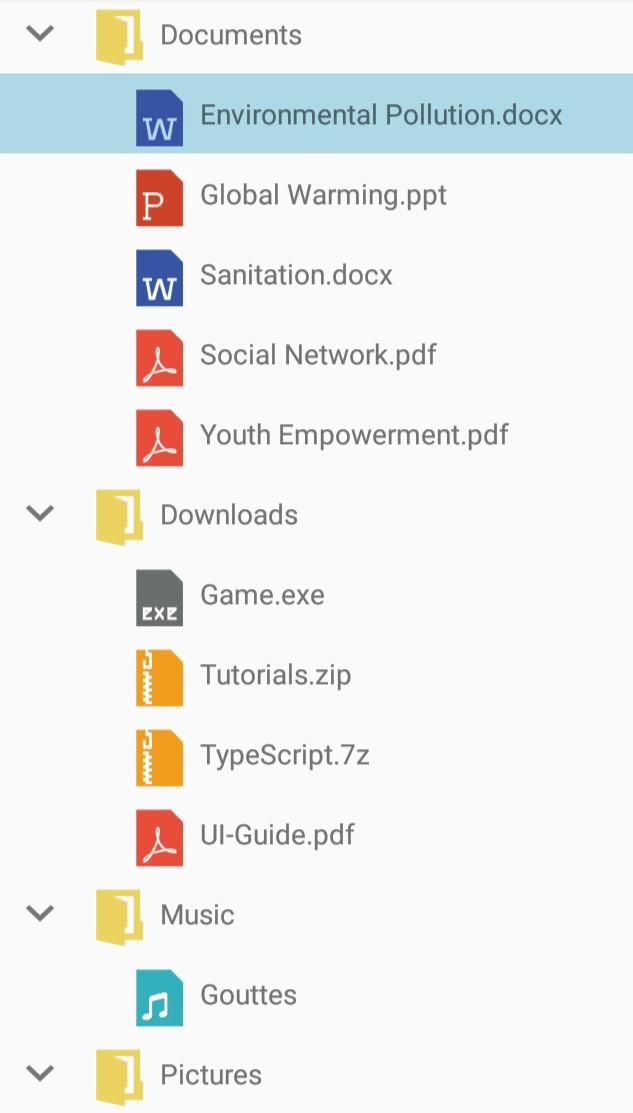 Documents
W Environmental Pollution.docx
P Global Warming.ppt
W Sanitation.docx
Social Network.pdf
Youth Empowerment.pdf
Downloads
EXE Game.exe
Tutorials.zip
TypeScript.7z
UI-Guide.pdf
Music
Gouttes
Pictures